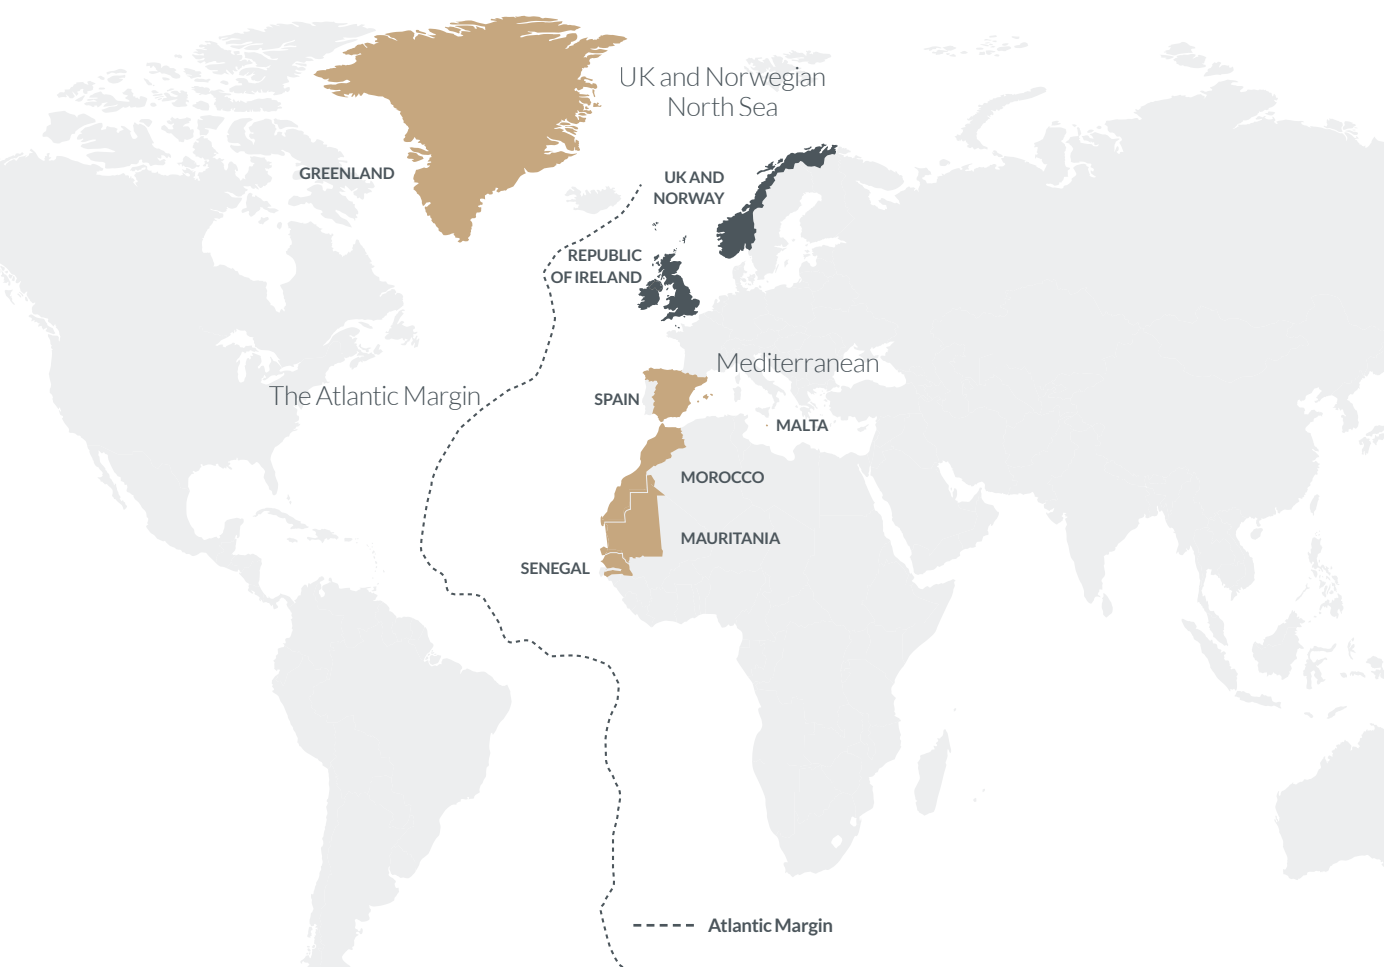 UK and Norwegian
North Sea
GREENLAND
UK AND
NORWAY
REPUBLIC
OF IRELAND
Mediterranean
The Atlantic Margin
SPAIN
MALTA
MOROCCO
MAURITANIA
SENEGAL
Atlantic Margin